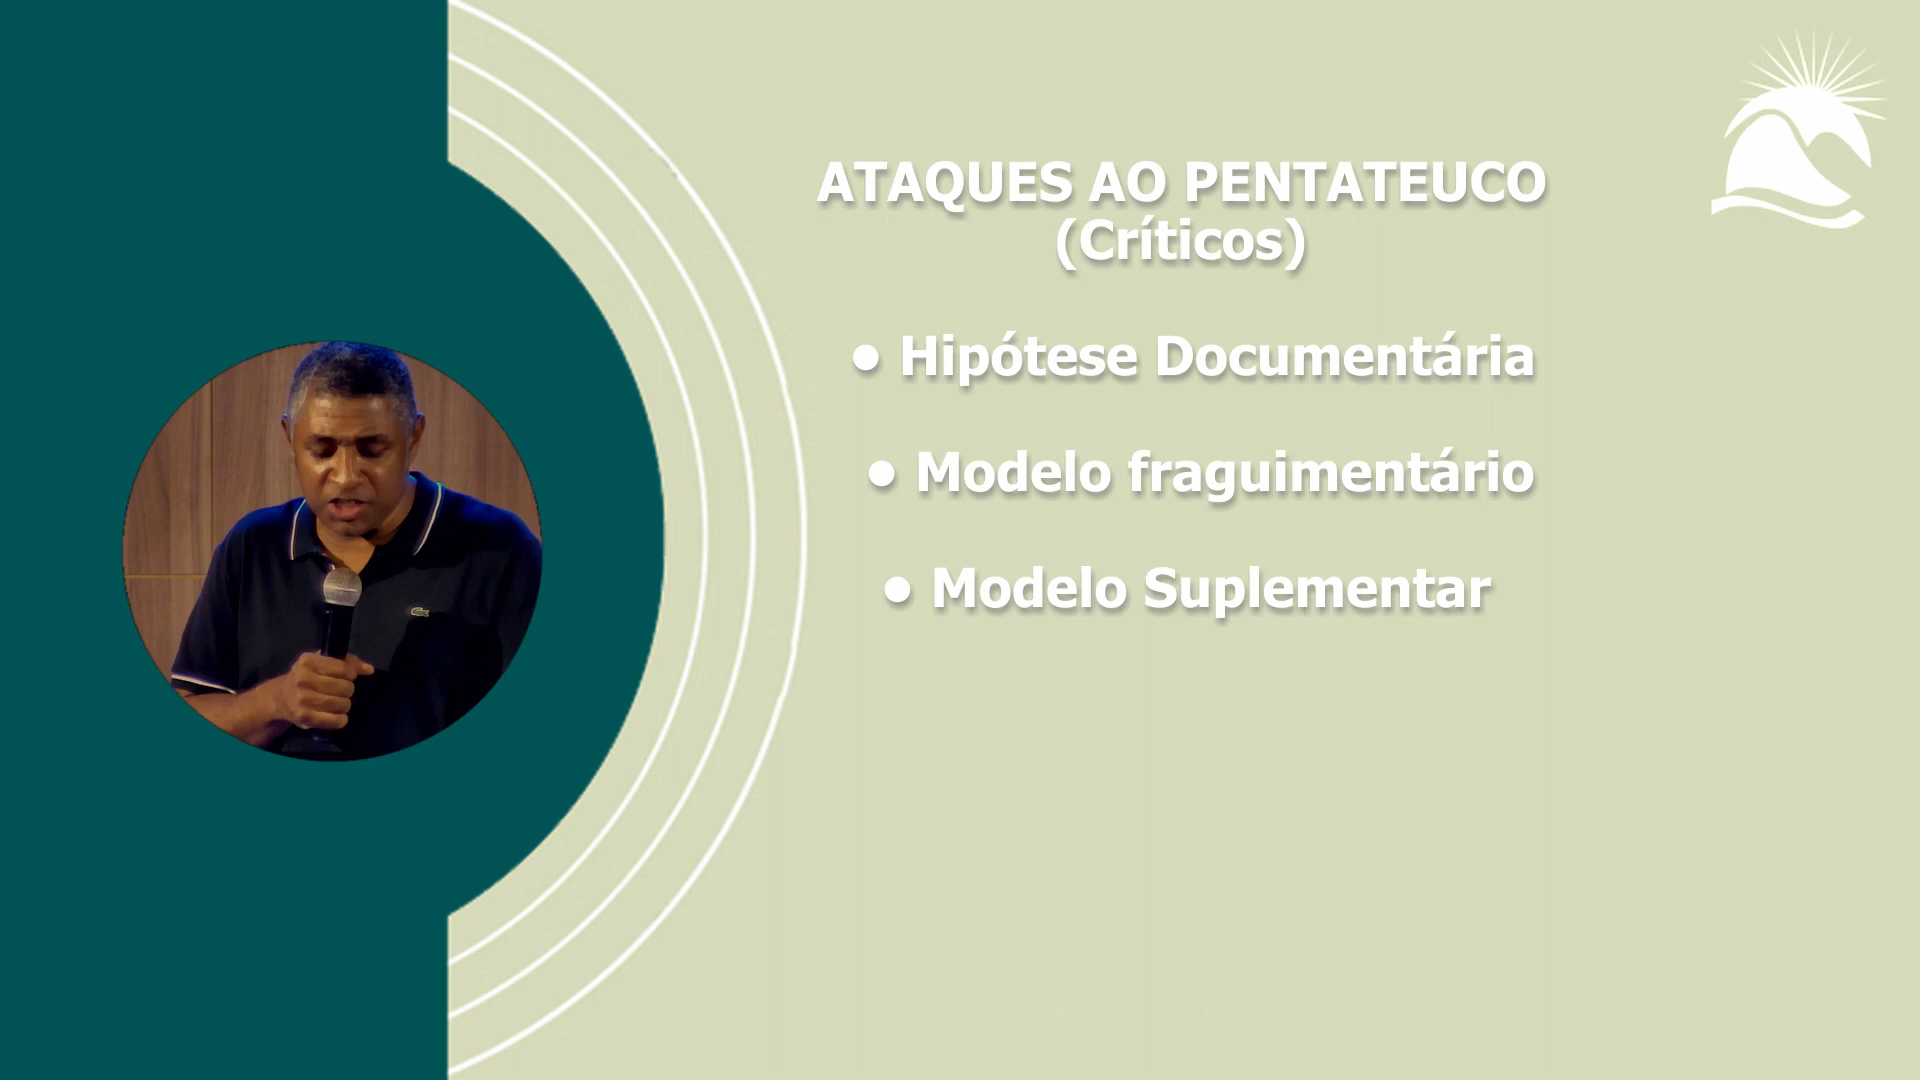 ATAQUES AO PENTATEUCO
(Críticos)
• Hipótese Documentária
• Modelo fraguimentário
• Modelo Suplementar